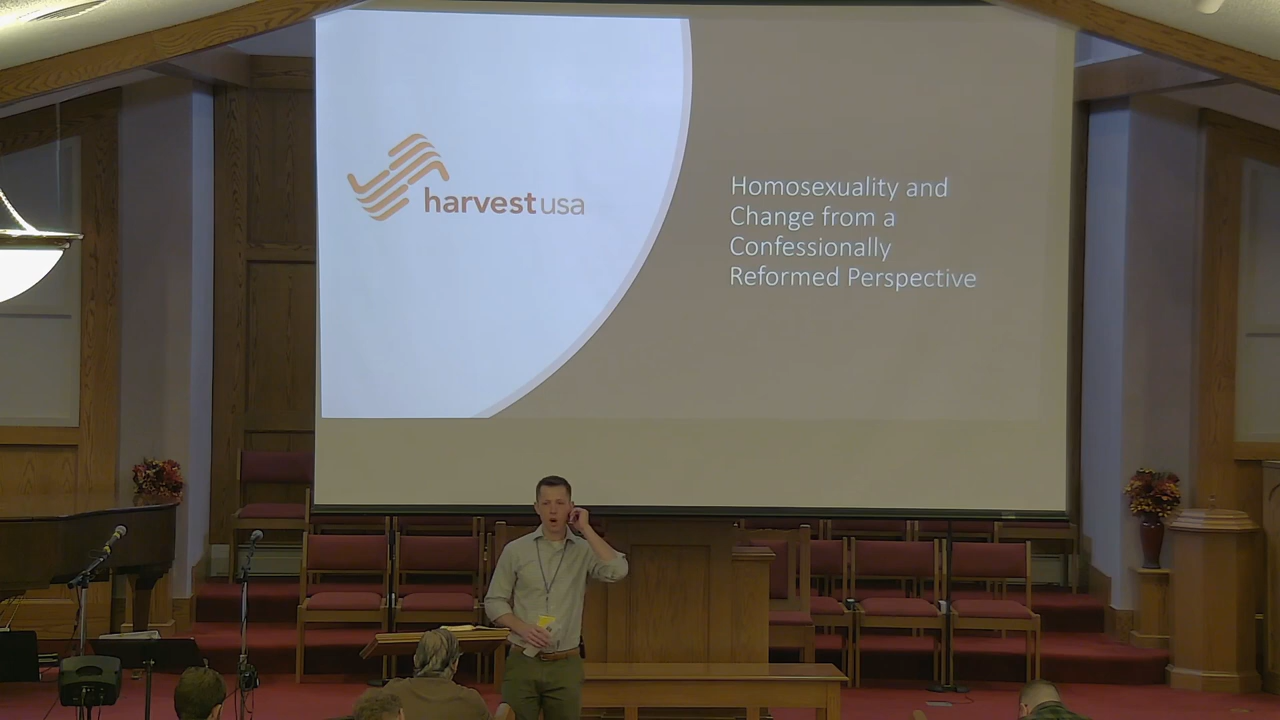 harvest usa
Homosexuality and
Change from a
Confessionally
Reformed Perspective